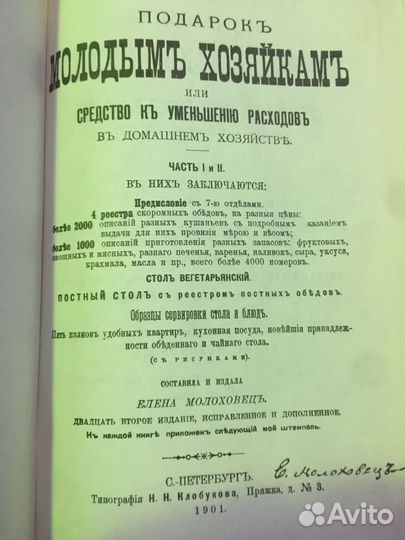 ПОДАРОКЪ
МОЛОДЫМЪ ХОЗЯЙКАМЪ
ИЛИ
СРЕДСТВО КЪ УМЕНЬШЕНІЮ РАСХОДОВЪ
ВЪ ДОМАШНЕМЪ ХОЗЯЙСТВѢ.
ЧАСТЬ I и II.
ВЪ НИХЪ ЗАКЛЮЧАЮТСЯ:
Предисловіе съ 7-ю отдѣлами.
4 реестра скоромныхъ обѣдовъ, на разныя цѣны:
болѣе 2000 описаній разныхъ кушаньевъ съ подробнымъ казаніемъ
выдачи для нихъ провизіи мѣрою и вѣсомъ;
болѣе 1000 описаній приготовленія разныхъ запасовъ: фруктовыхъ,
овощныхъ и мясныхъ, разнаго печенья, варенья, наливокъ, сыра, уксуса,
крахмала, масла и пр., всего болѣе 4000 номеровъ.
СТОЛЪ ВЕГЕТАРЬЯНСКІЙ.
ПОСТНЫЙ СТОЛЪ съ реестромъ постныхъ обѣдовъ.
Образцы сервировки стола и блюдъ.
Пять плановъ удобныхъ квартиръ, кухонная посуда, новѣйшія принадлеж-
ности обѣденнаго и чайнаго стола.
(СЪ РИСУНКАМИ).
СОСТАВИЛА И ИЗДАЛА
ЕЛЕНА МОЛОХОВЕЦЪ.
ДВАДЦАТЬ ВТОРОЕ ИЗДАНІЕ, ИСПРАВЛЕННОЕ И ДОПОЛНЕННОЕ.
Къ каждой книгѣ приложенъ слѣдующій мой штемпель.
Е. Молоховецъ
С.-ПЕТЕРБУРГЪ.
Типографія Н. Н. Клобукова, Пряжка, д. № 3.
1901.
Avito